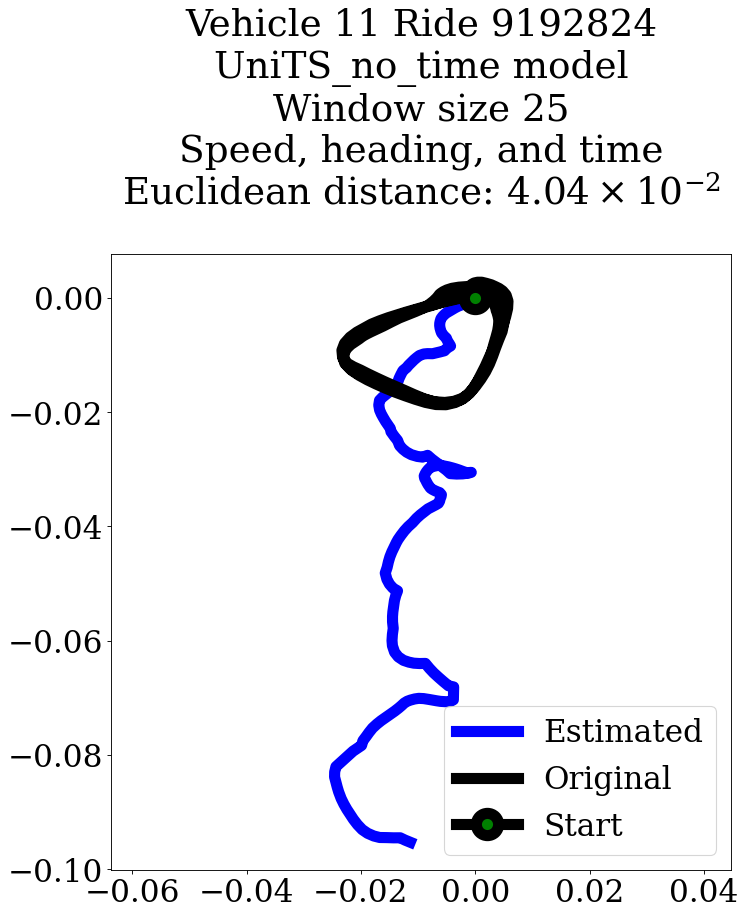 Vehicle 11 Ride 9192824
UniTS_no_time model
Window size 25
Speed, heading, and time
Euclidean distance: 4.04 × 10⁻²
0.00
−0.02
−0.04
−0.06
−0.08
−0.10
−0.06 −0.04 −0.02 0.00 0.02 0.04
Estimated
Original
Start